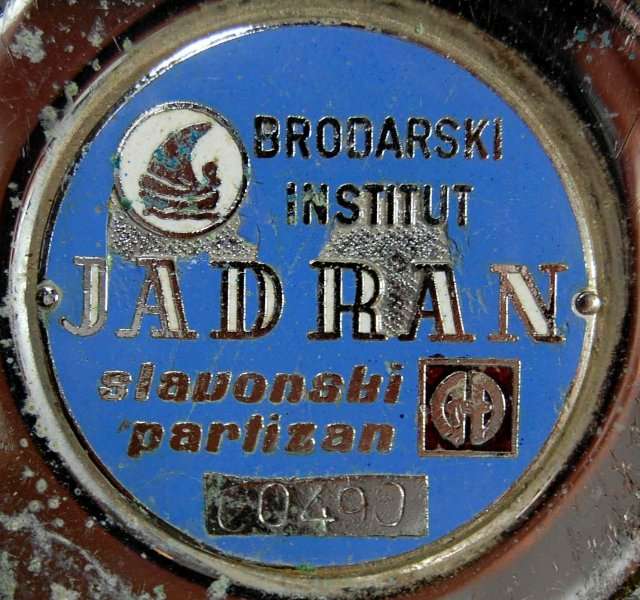 BRODARSKI
INSTITUT
JADRAN
slavonski
partizan